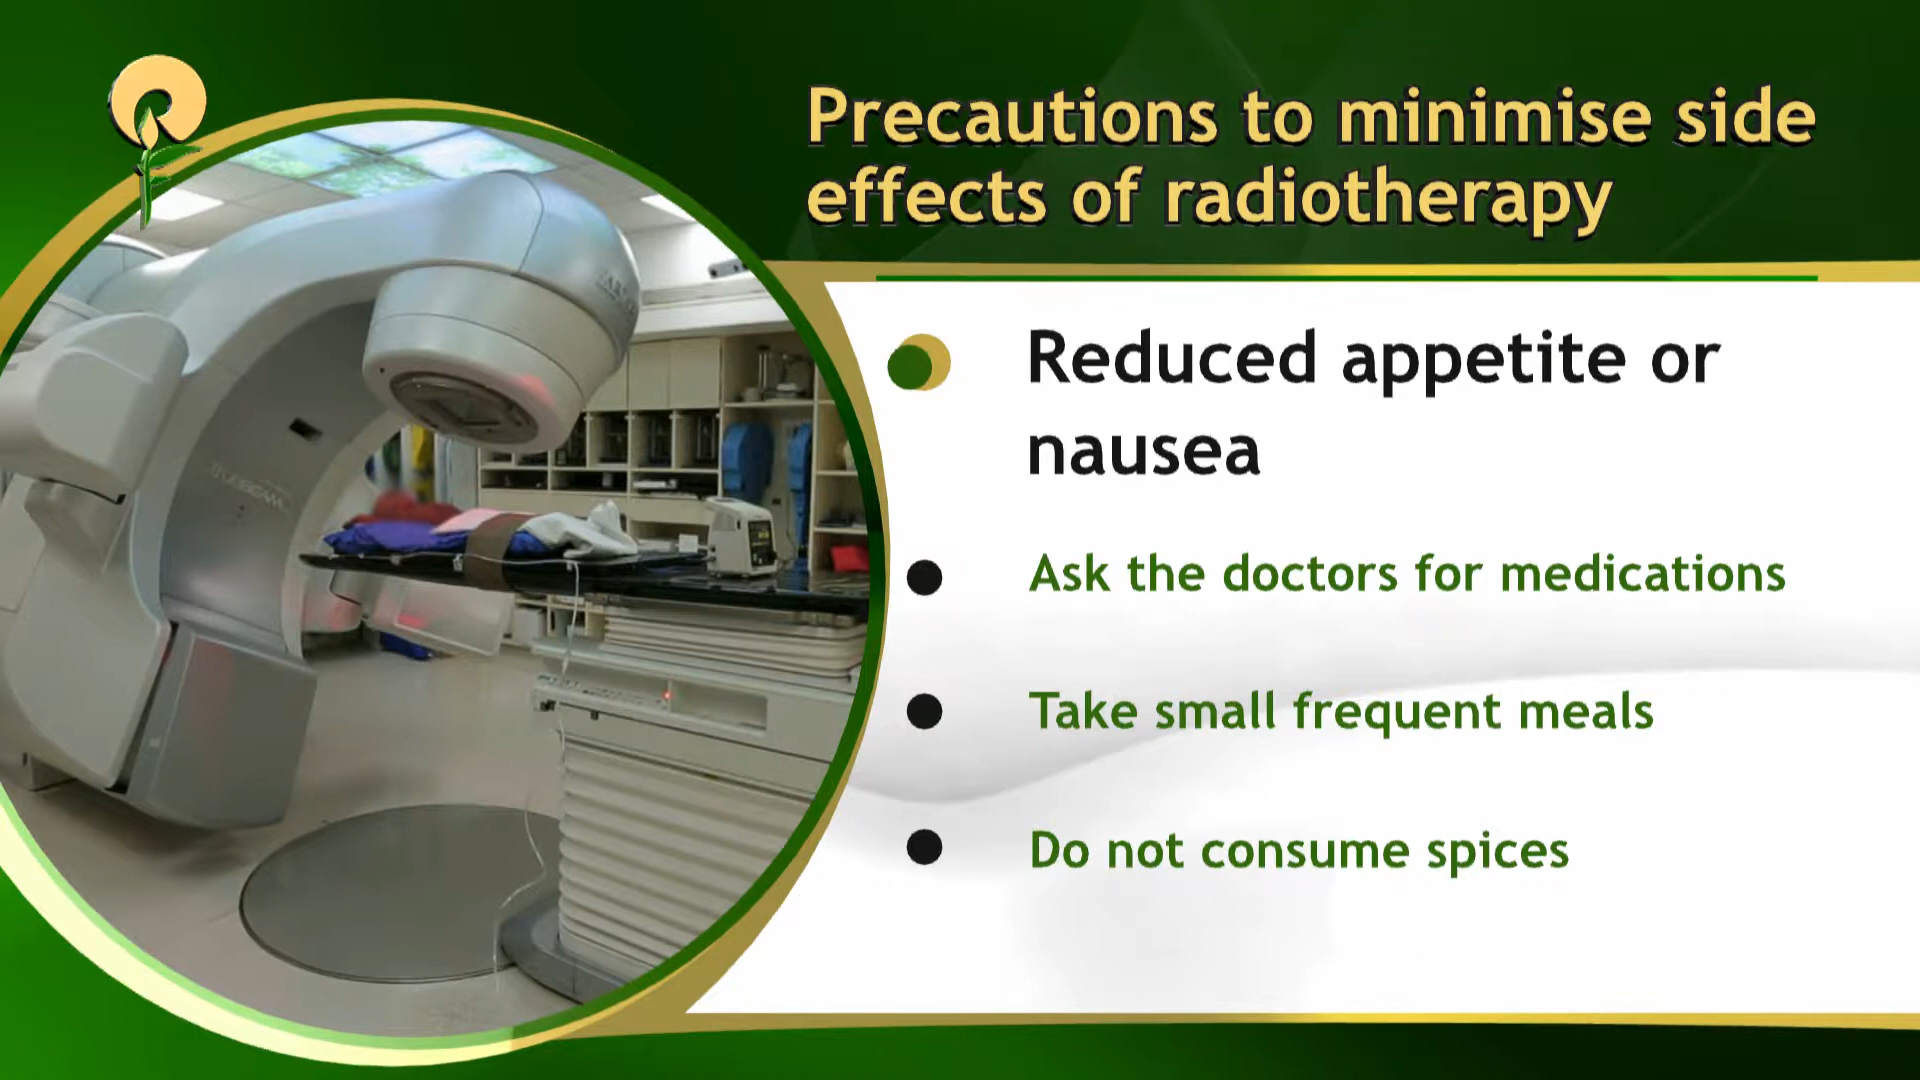 Precautions to minimise side
effects of radiotherapy
Reduced appetite or
nausea
Ask the doctors for medications
Take small frequent meals
Do not consume spices